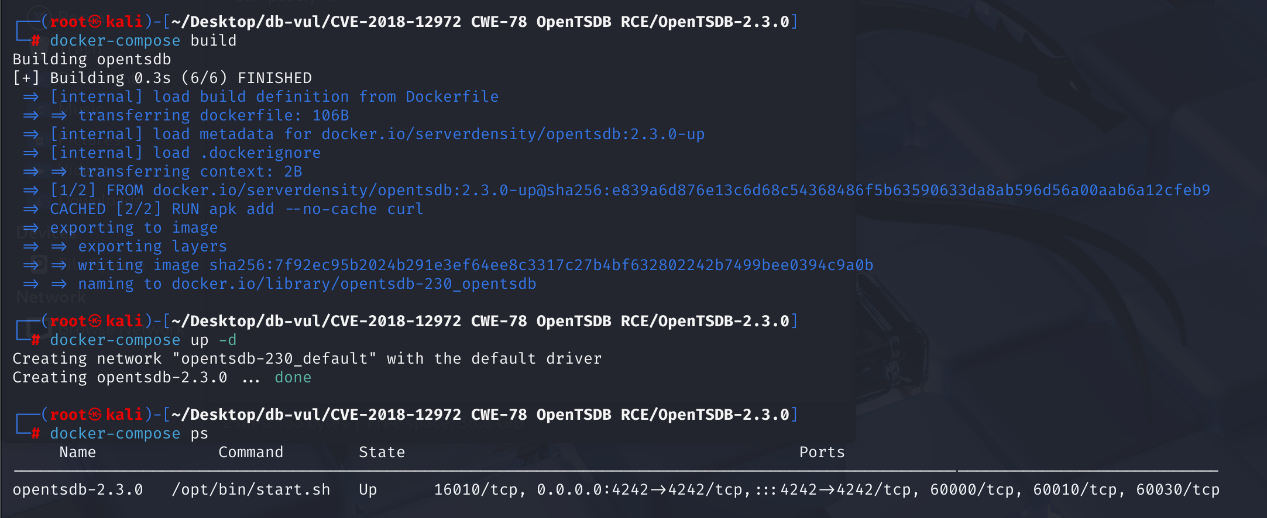 ┌──(root㉿kali)-[~/Desktop/db-vul/CVE-2018-12972 CWE-78 OpenTSDB RCE/OpenTSDB-2.3.0]
└─# docker-compose build
Building opentsdb
[+] Building 0.3s (6/6) FINISHED
=> [internal] load build definition from Dockerfile
=> => transferring dockerfile: 106B
=> [internal] load metadata for docker.io/serverdensity/opentsdb:2.3.0-up
=> [internal] load .dockerignore
=> => transferring context: 2B
=> [1/2] FROM docker.io/serverdensity/opentsdb:2.3.0-up@sha256:e839a6d876e13c6d68c54368486f5b63590633da8ab596d56a00aab6a12cfeb9
=> CACHED [2/2] RUN apk add --no-cache curl
=> exporting to image
=> => exporting layers
=> => writing image sha256:7f92ec95b2024b291e3ef64ee8c3317c27b4bf632802242b7499bee0394c9a0b
=> => naming to docker.io/library/opentsdb-230_opentsdb
┌──(root㉿kali)-[~/Desktop/db-vul/CVE-2018-12972 CWE-78 OpenTSDB RCE/OpenTSDB-2.3.0]
└─# docker-compose up -d
Creating network "opentsdb-230_default" with the default driver
Creating opentsdb-2.3.0 ... done
┌──(root㉿kali)-[~/Desktop/db-vul/CVE-2018-12972 CWE-78 OpenTSDB RCE/OpenTSDB-2.3.0]
└─# docker-compose ps
Name Command State Ports
opentsdb-2.3.0 /opt/bin/start.sh Up 16010/tcp, 0.0.0.0:4242->4242/tcp,:::4242->4242/tcp, 60000/tcp, 60010/tcp, 60030/tcp